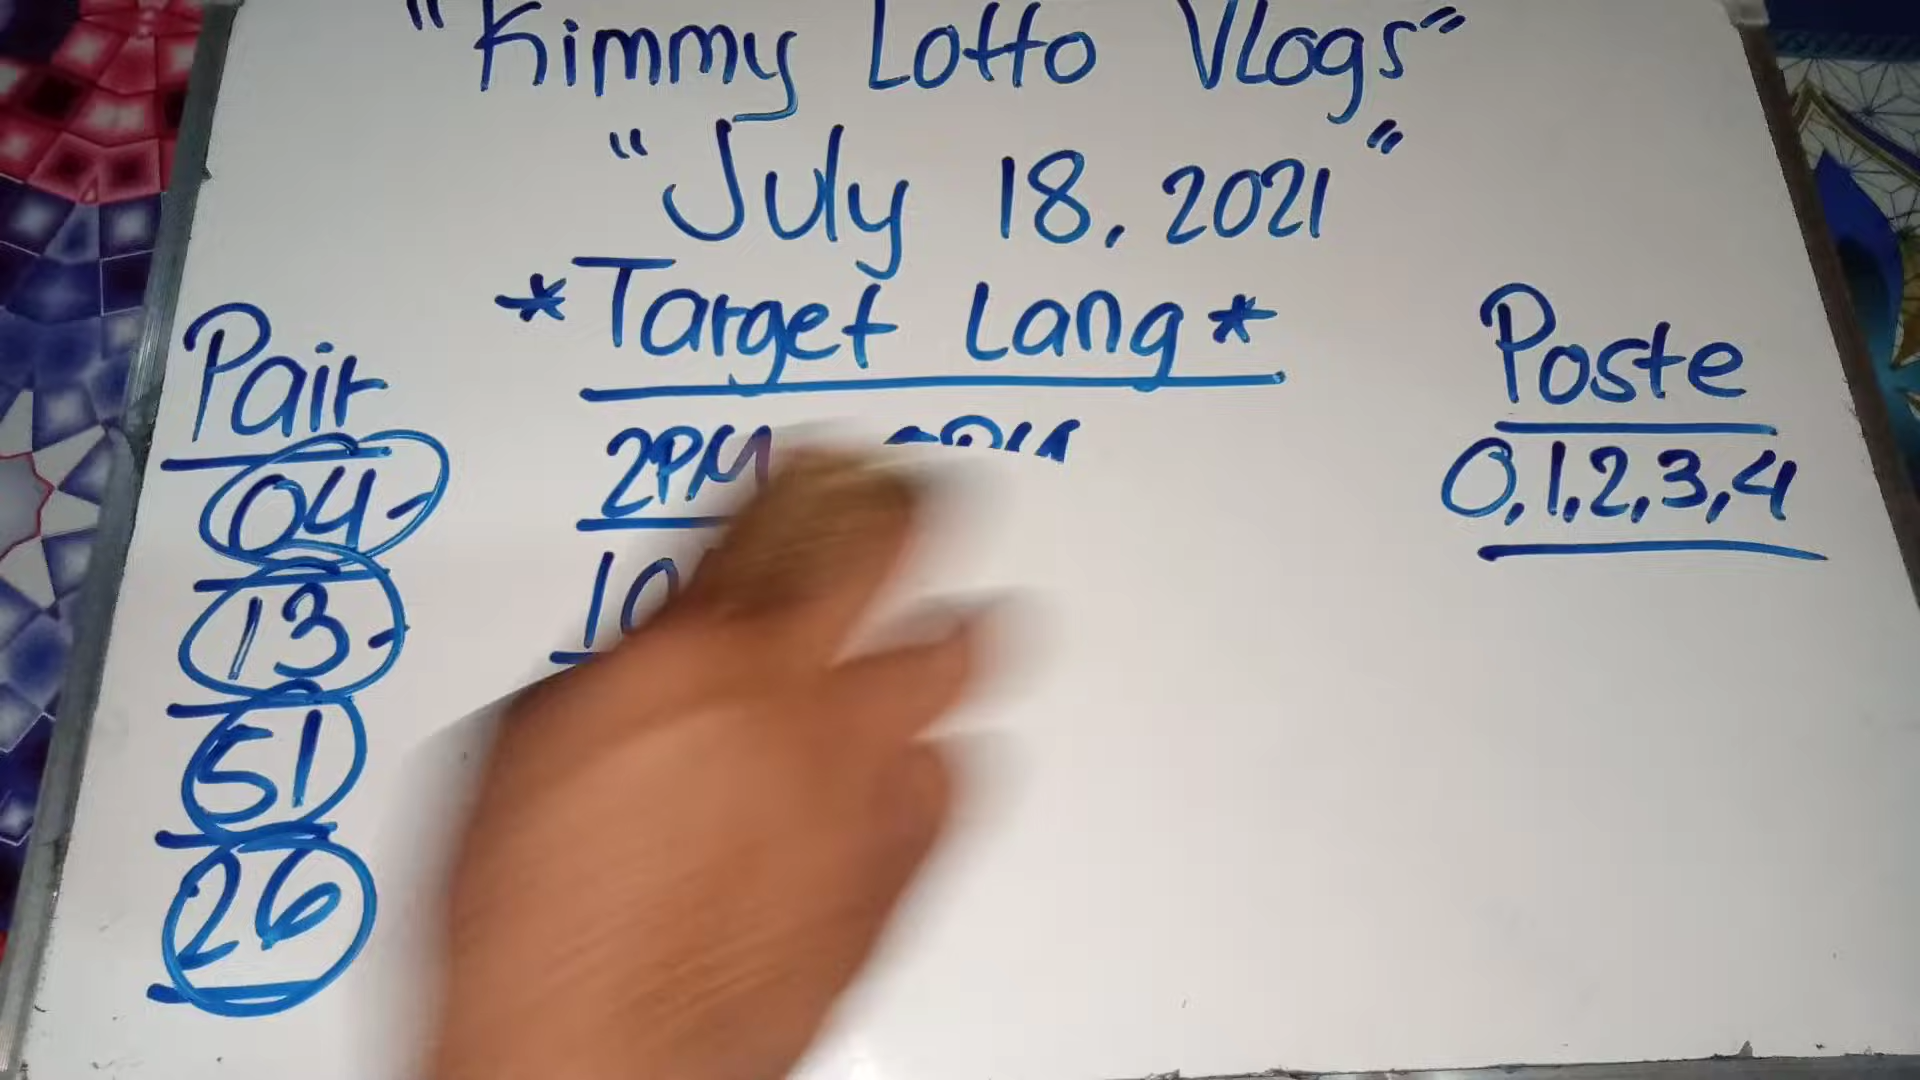 "Kimmy Lotto Vlogs"
"July 18, 2021"
*Target Lang*
Pair
04-
13-
51
26
2PM
10
Poste
0,1,2,3,4